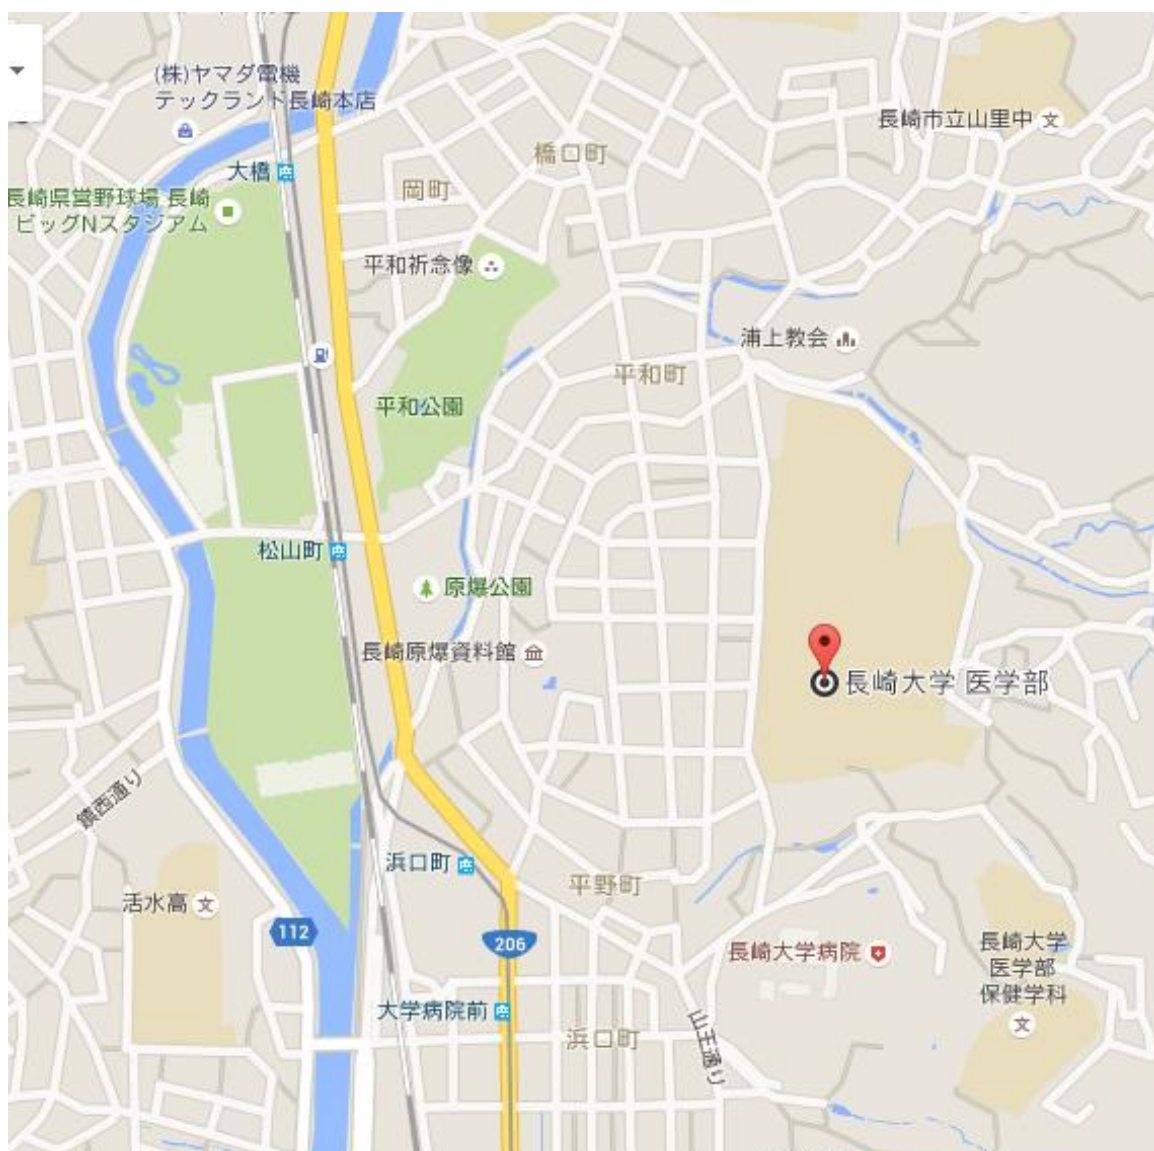 (株)ヤマダ電機
テックランド長崎本店
長崎市立山里中
文
橋口町
大橋
岡町
長崎県営野球場 長崎
ビッグNスタジアム
平和祈念像
浦上教会
平和町
平和公園
松山町
原爆公園
長崎原爆資料館
長崎大学 医学部
鎮西通り
浜口町
平野町
活水高
文
112
206
長崎大学病院
長崎大学
医学部
保健学科
文
大学病院前
浜口町
山王通り